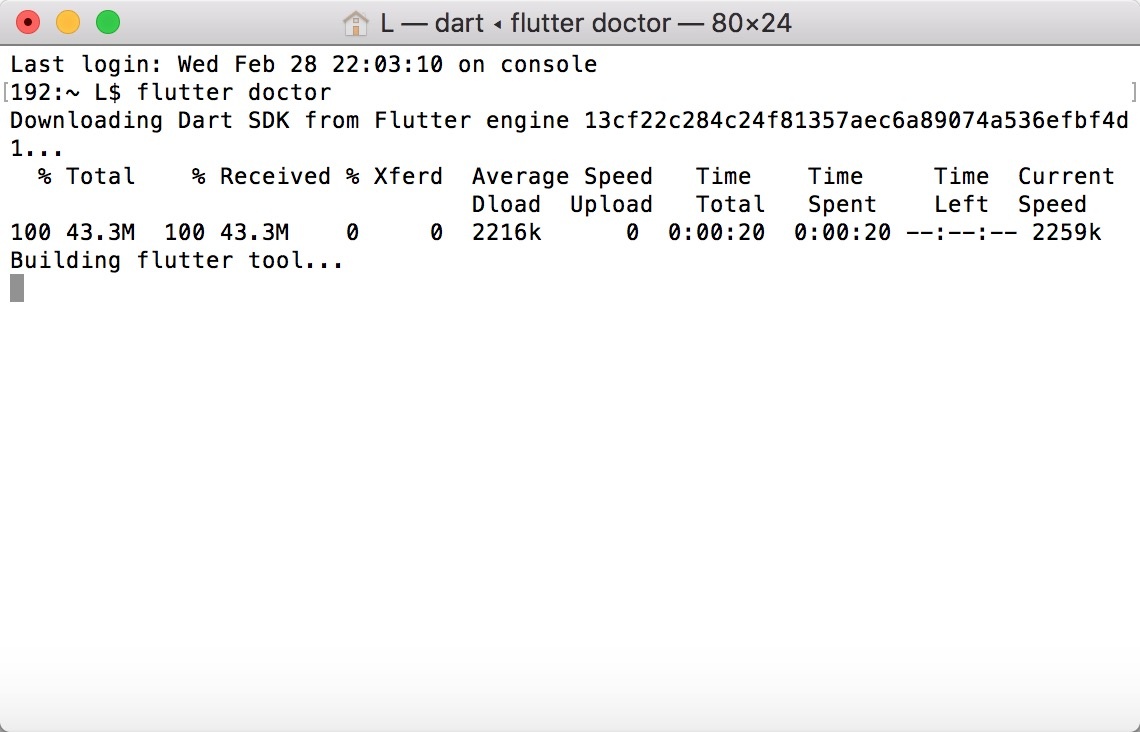 L — dart ◂ flutter doctor — 80×24
Last login: Wed Feb 28 22:03:10 on console
[192:~ L$ flutter doctor ]
Downloading Dart SDK from Flutter engine 13cf22c284c24f81357aec6a89074a536efbf4d
1...
  % Total    % Received % Xferd  Average Speed   Time    Time     Time  Current
                                 Dload  Upload   Total   Spent    Left  Speed
100 43.3M  100 43.3M    0     0  2216k      0  0:00:20  0:00:20 --:--:-- 2259k
Building flutter tool...